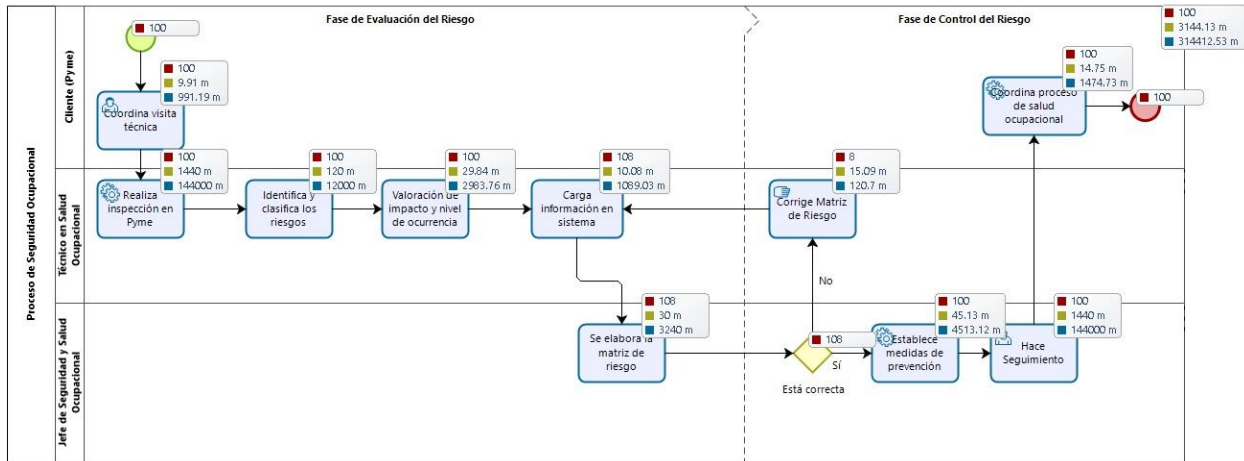 Fase de Evaluación del Riesgo
Fase de Control del Riesgo
100
3144.13 m
314412.53 m
Proceso de Seguridad Ocupacional
Cliente (Pyme)
100
100
9.91 m
991.19 m
Coordina visita
técnica
100
14.75 m
1474.73 m
Coordina proceso
de salud
ocupacional
100
Técnico en Salud
Ocupacional
100
1440 m
144000 m
Realiza
inspección en
Pyme
100
120 m
12000 m
Identifica y
clasifica los
riesgos
100
29.84 m
2983.76 m
Valoración de
impacto y nivel
de ocurrencia
108
10.08 m
1089.03 m
Carga
información en
sistema
8
15.09 m
120.7 m
Corrige Matriz
de Riesgo
No
Jefe de Seguridad y Salud
Ocupacional
108
30 m
3240 m
Se elabora la
matriz de
riesgo
108
Sí
Está correcta
100
45.13 m
4513.12 m
Establece
medidas de
prevención
100
1440 m
144000 m
Hace
Seguimiento